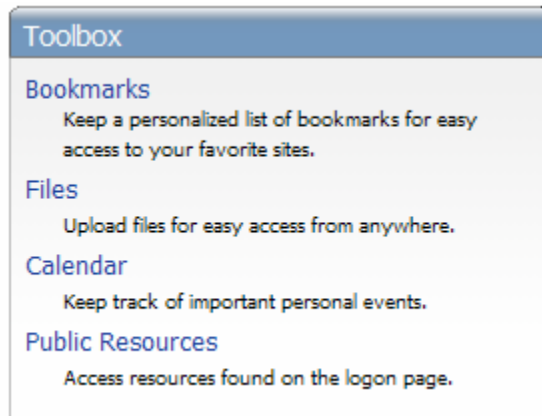 Toolbox
Bookmarks
Keep a personalized list of bookmarks for easy
access to your favorite sites.
Files
Upload files for easy access from anywhere.
Calendar
Keep track of important personal events.
Public Resources
Access resources found on the logon page.